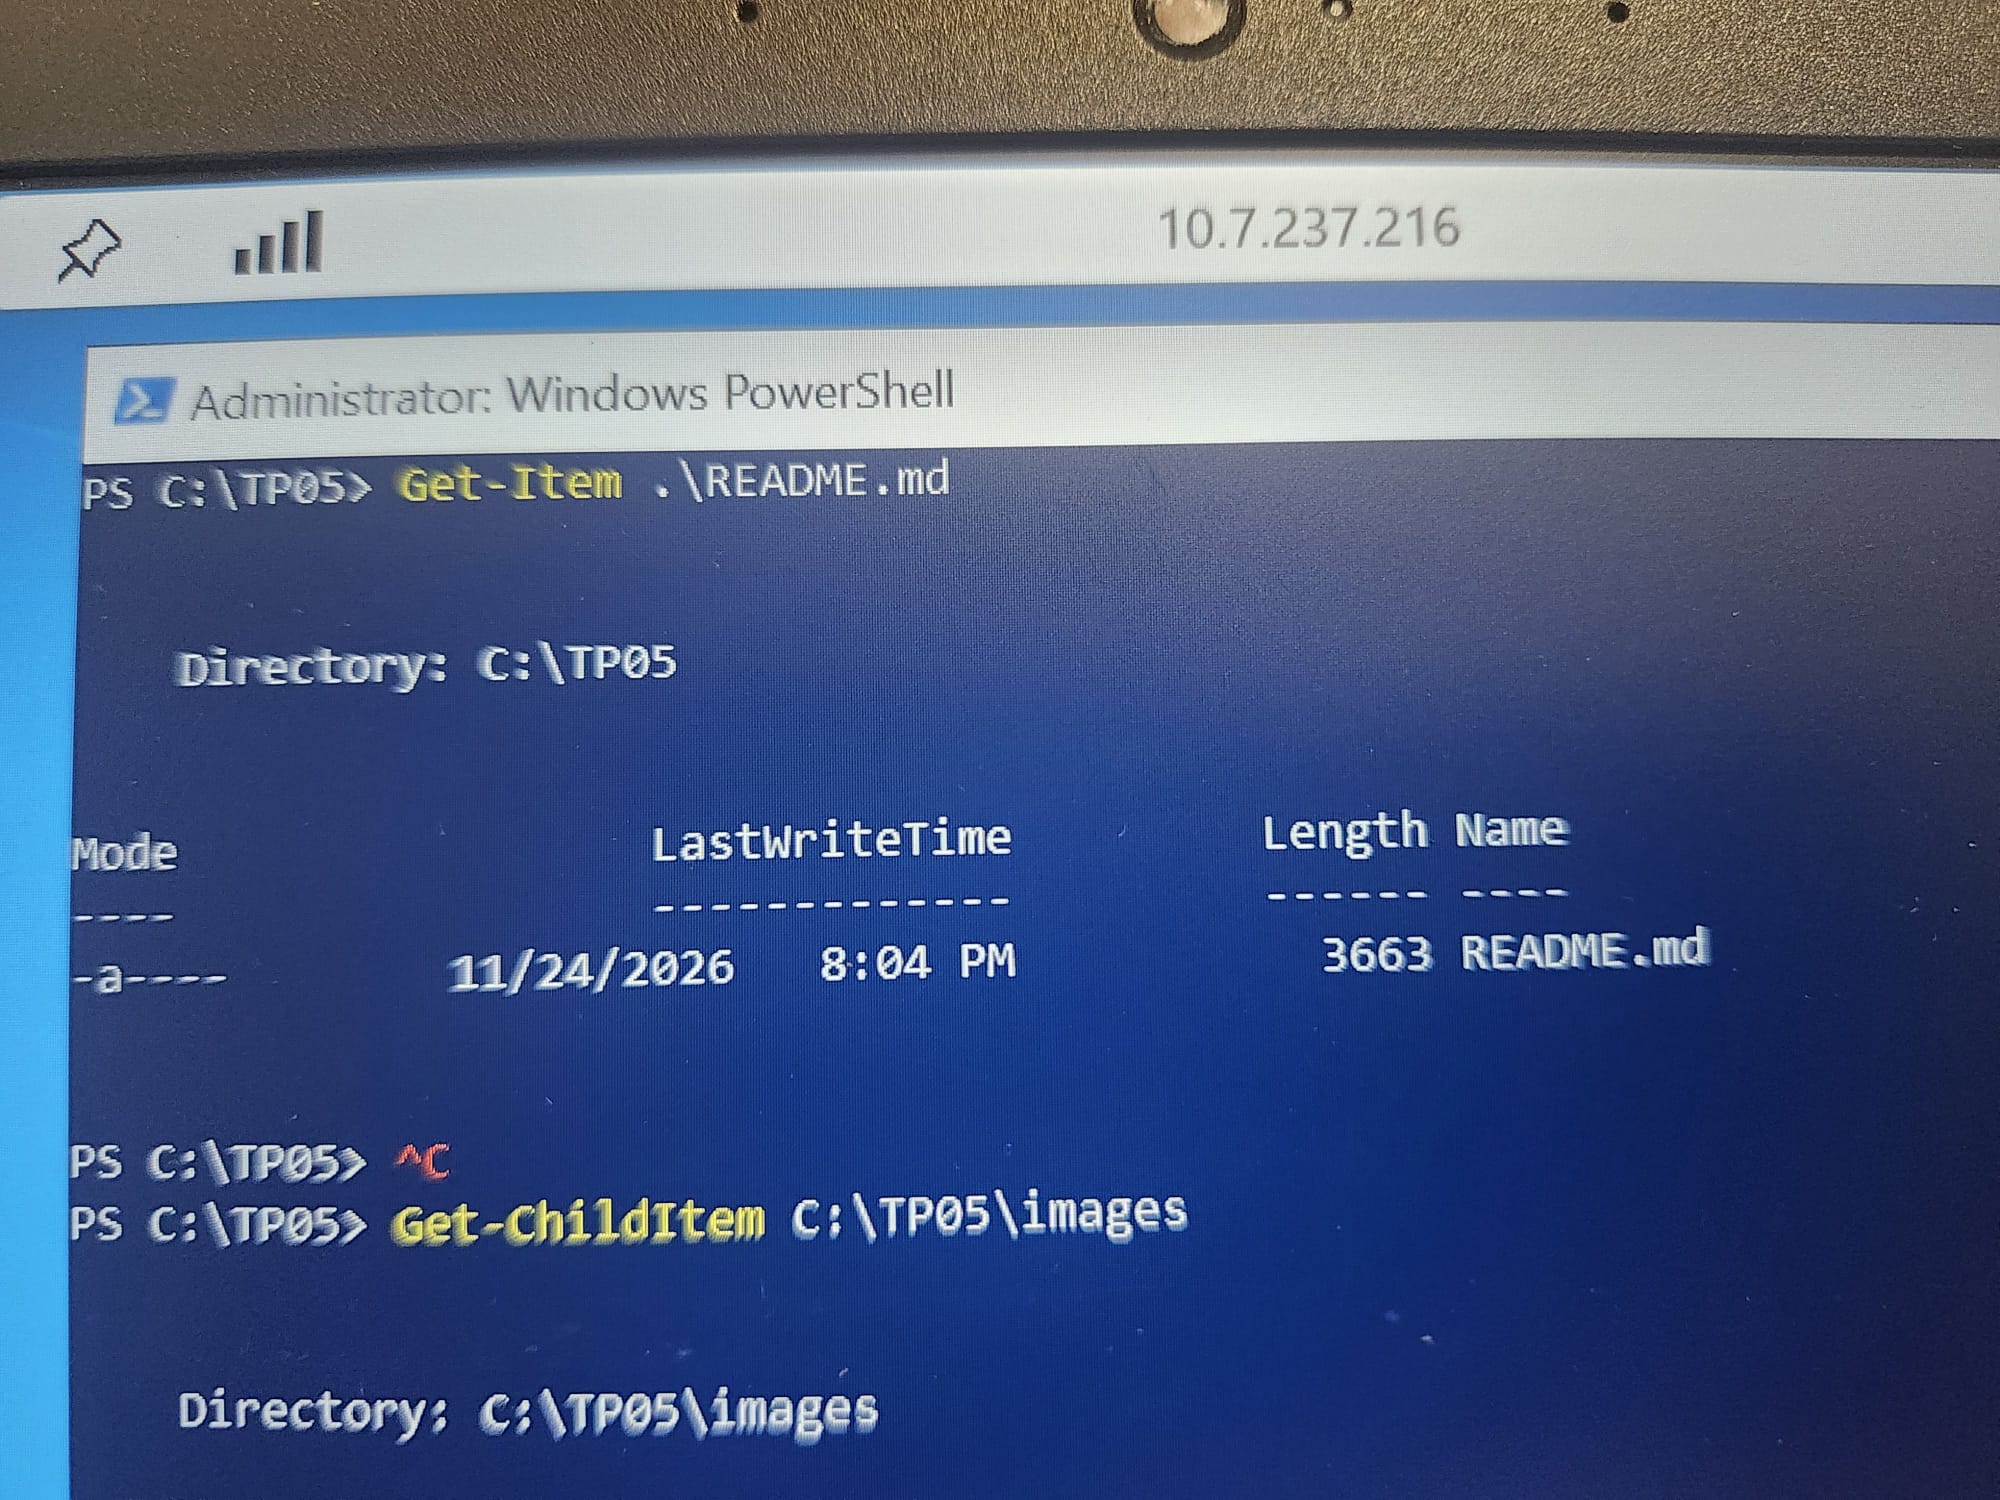 10.7.237.216
Administrator: Windows PowerShell
PS C:\TP05> Get-Item .\README.md
Directory: C:\TP05
Mode LastWriteTime Length Name
---- ------------- ------ ----
-a---- 11/24/2026 8:04 PM 3663 README.md
PS C:\TP05> ^C
PS C:\TP05> Get-ChildItem C:\TP05\images
Directory: C:\TP05\images